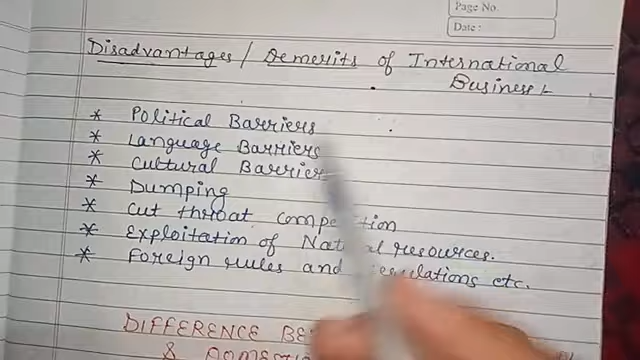 Page No.
Date :
Disadvantages / Demerits of International
Business :-
* Political Barriers
* Language Barriers
* Cultural Barriers
* Dumping
* Cut throat competition
* Exploitation of Natural resources.
* Foreign rules and regulations etc.
DIFFERENCE
&